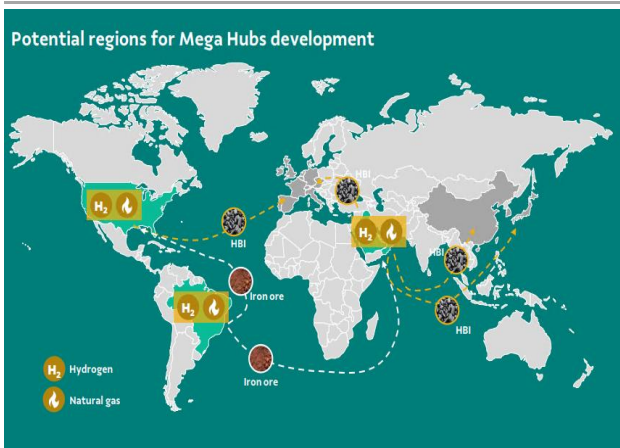 Potential regions for Mega Hubs development
HBI
H₂
H₂
HBI
HBI
Iron ore
H₂
HBI
Iron ore
H₂ Hydrogen
Natural gas